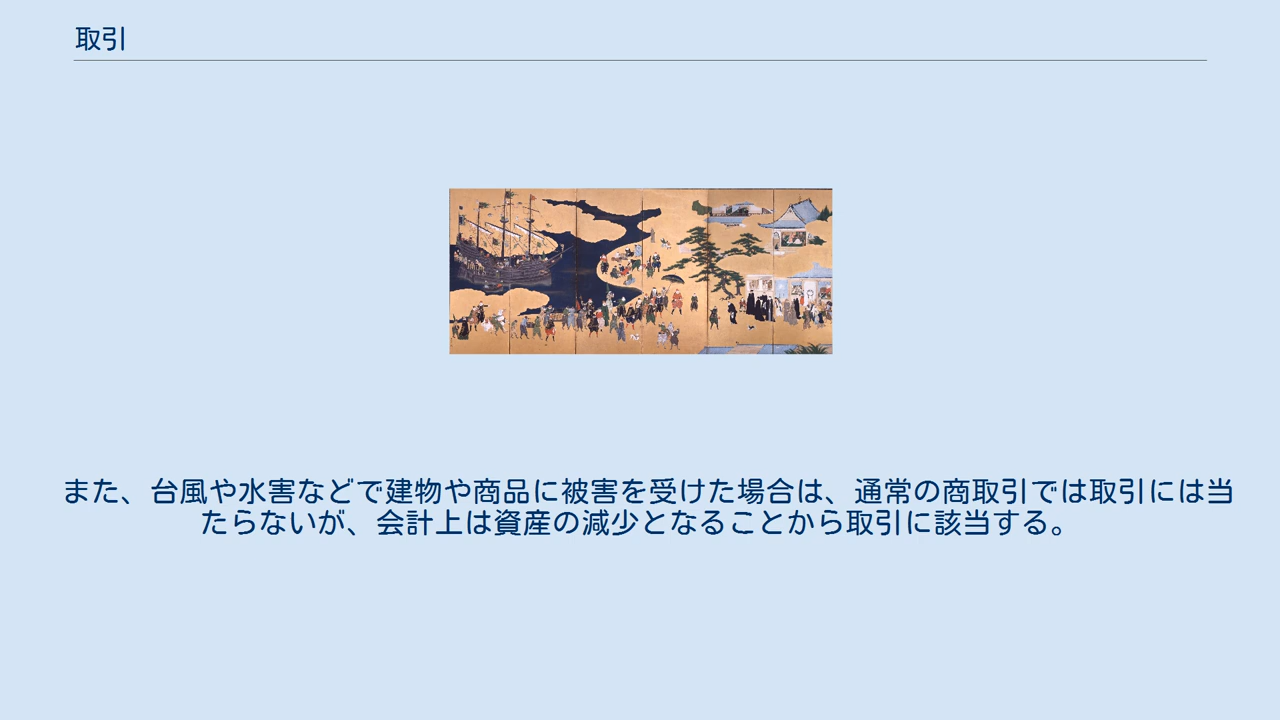 取引
また、台風や水害などで建物や商品に被害を受けた場合は、通常の商取引では取引には当
たらないが、会計上は資産の減少となることから取引に該当する。